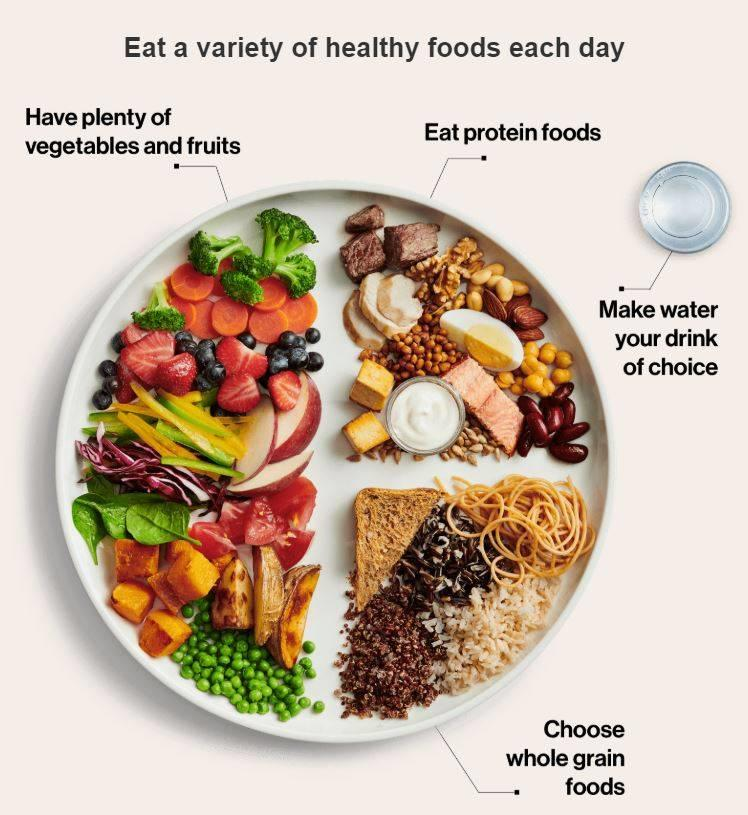 Eat a variety of healthy foods each day
Have plenty of
vegetables and fruits
Eat protein foods
Make water
your drink
of choice
Choose
whole grain
foods